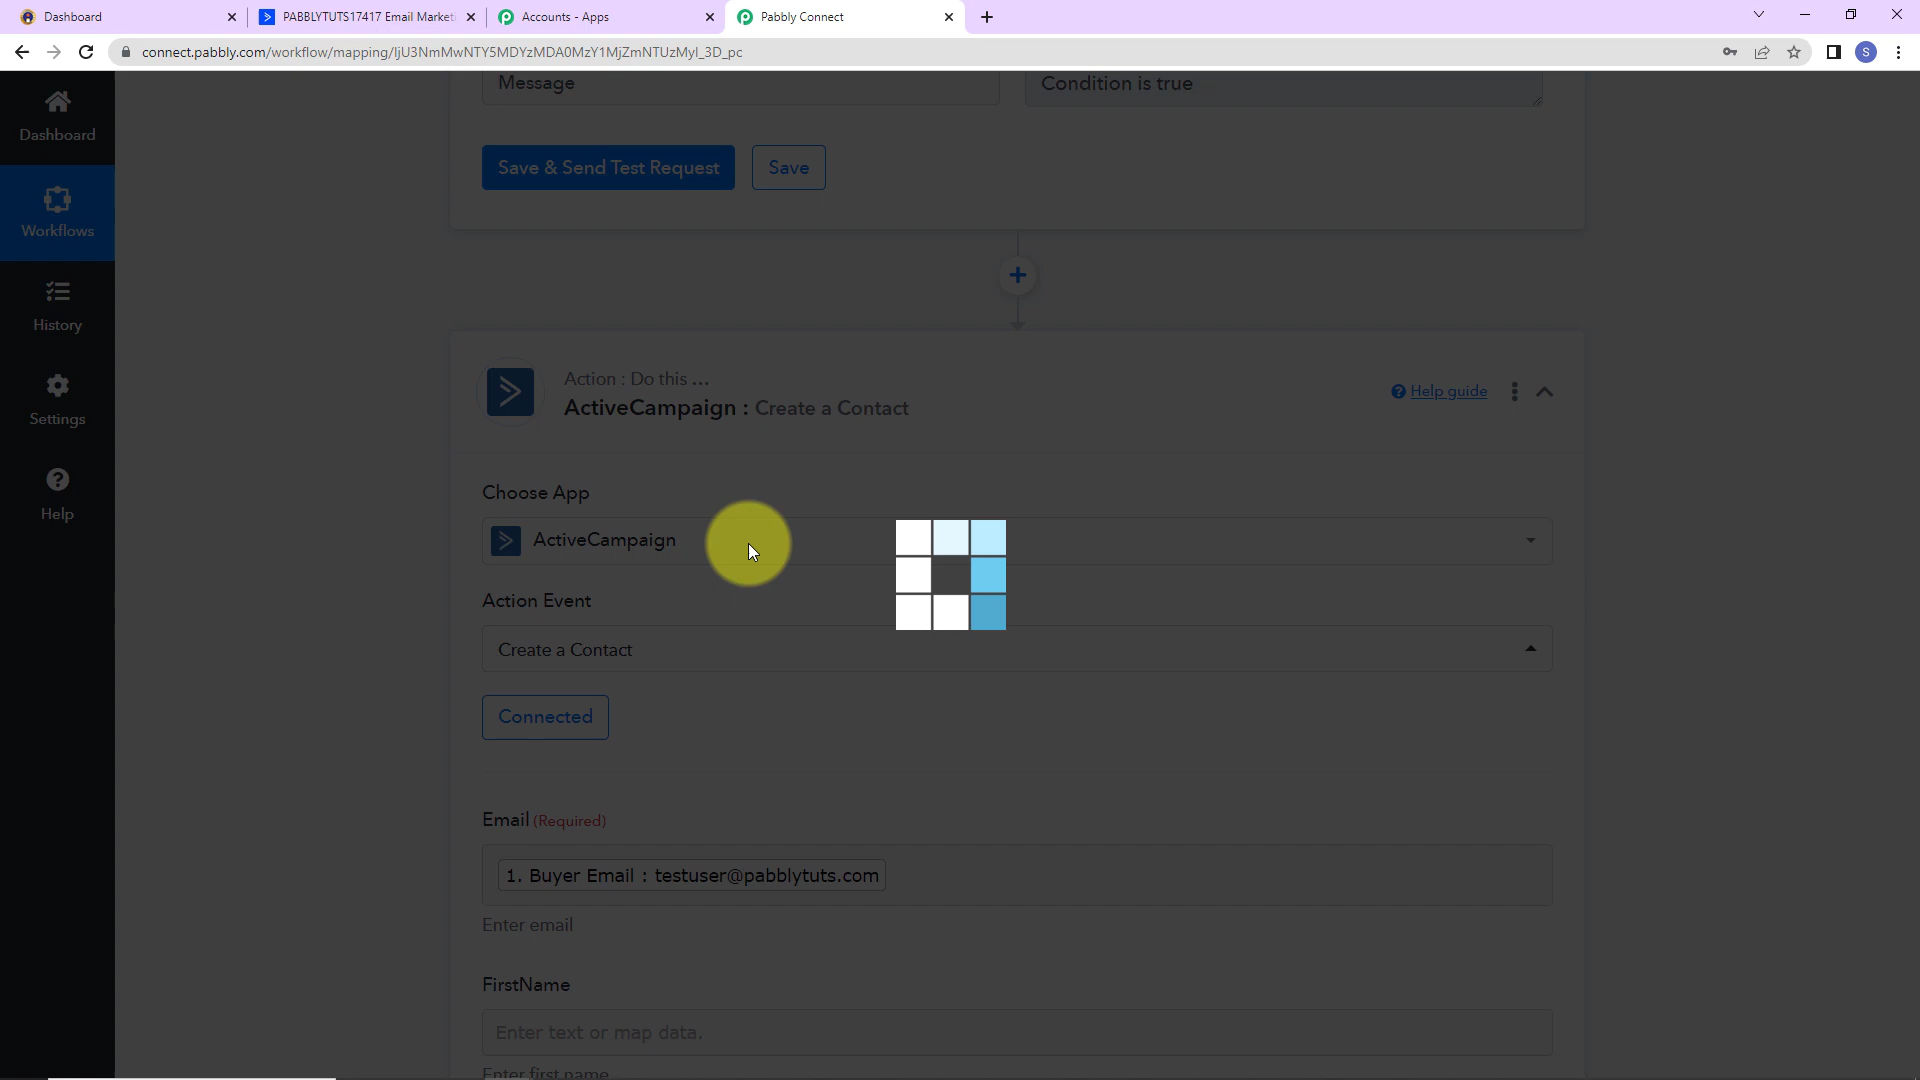 Dashboard
PABBLYTUTS17417 Email Marketi
Accounts - Apps
Pabbly Connect
connect.pabbly.com/workflow/mapping/IjU3NmMwNTY5MDYzMDA0MzY1MjZmNTUzMyI_3D_pc
S
Message
Condition is true
Dashboard
Save & Send Test Request
Save
Workflows
History
Action : Do this ...
ActiveCampaign : Create a Contact
Help guide
Settings
Choose App
Help
ActiveCampaign
Action Event
Create a Contact
Connected
Email (Required)
1. Buyer Email : testuser@pabblytuts.com
Enter email
FirstName
Enter text or map data.
Enter first name